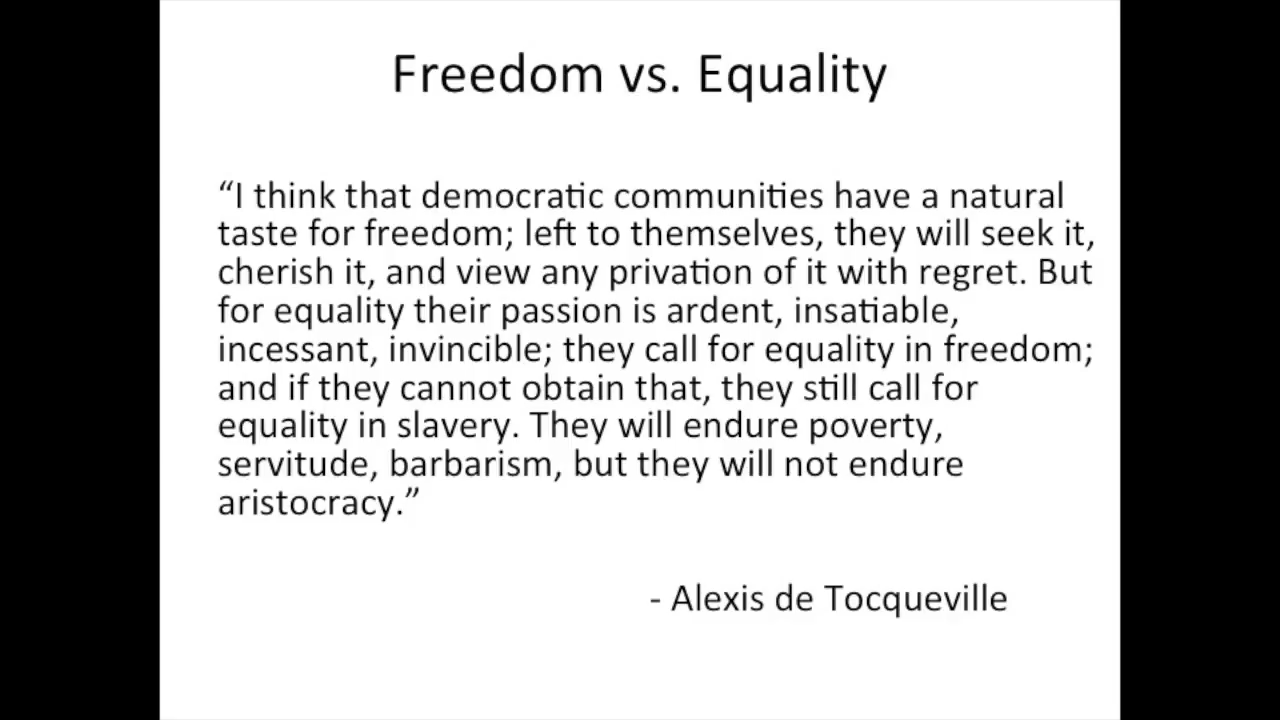 Freedom vs. Equality
“I think that democratic communities have a natural
taste for freedom; left to themselves, they will seek it,
cherish it, and view any privation of it with regret. But
for equality their passion is ardent, insatiable,
incessant, invincible; they call for equality in freedom;
and if they cannot obtain that, they still call for
equality in slavery. They will endure poverty,
servitude, barbarism, but they will not endure
aristocracy.”
- Alexis de Tocqueville